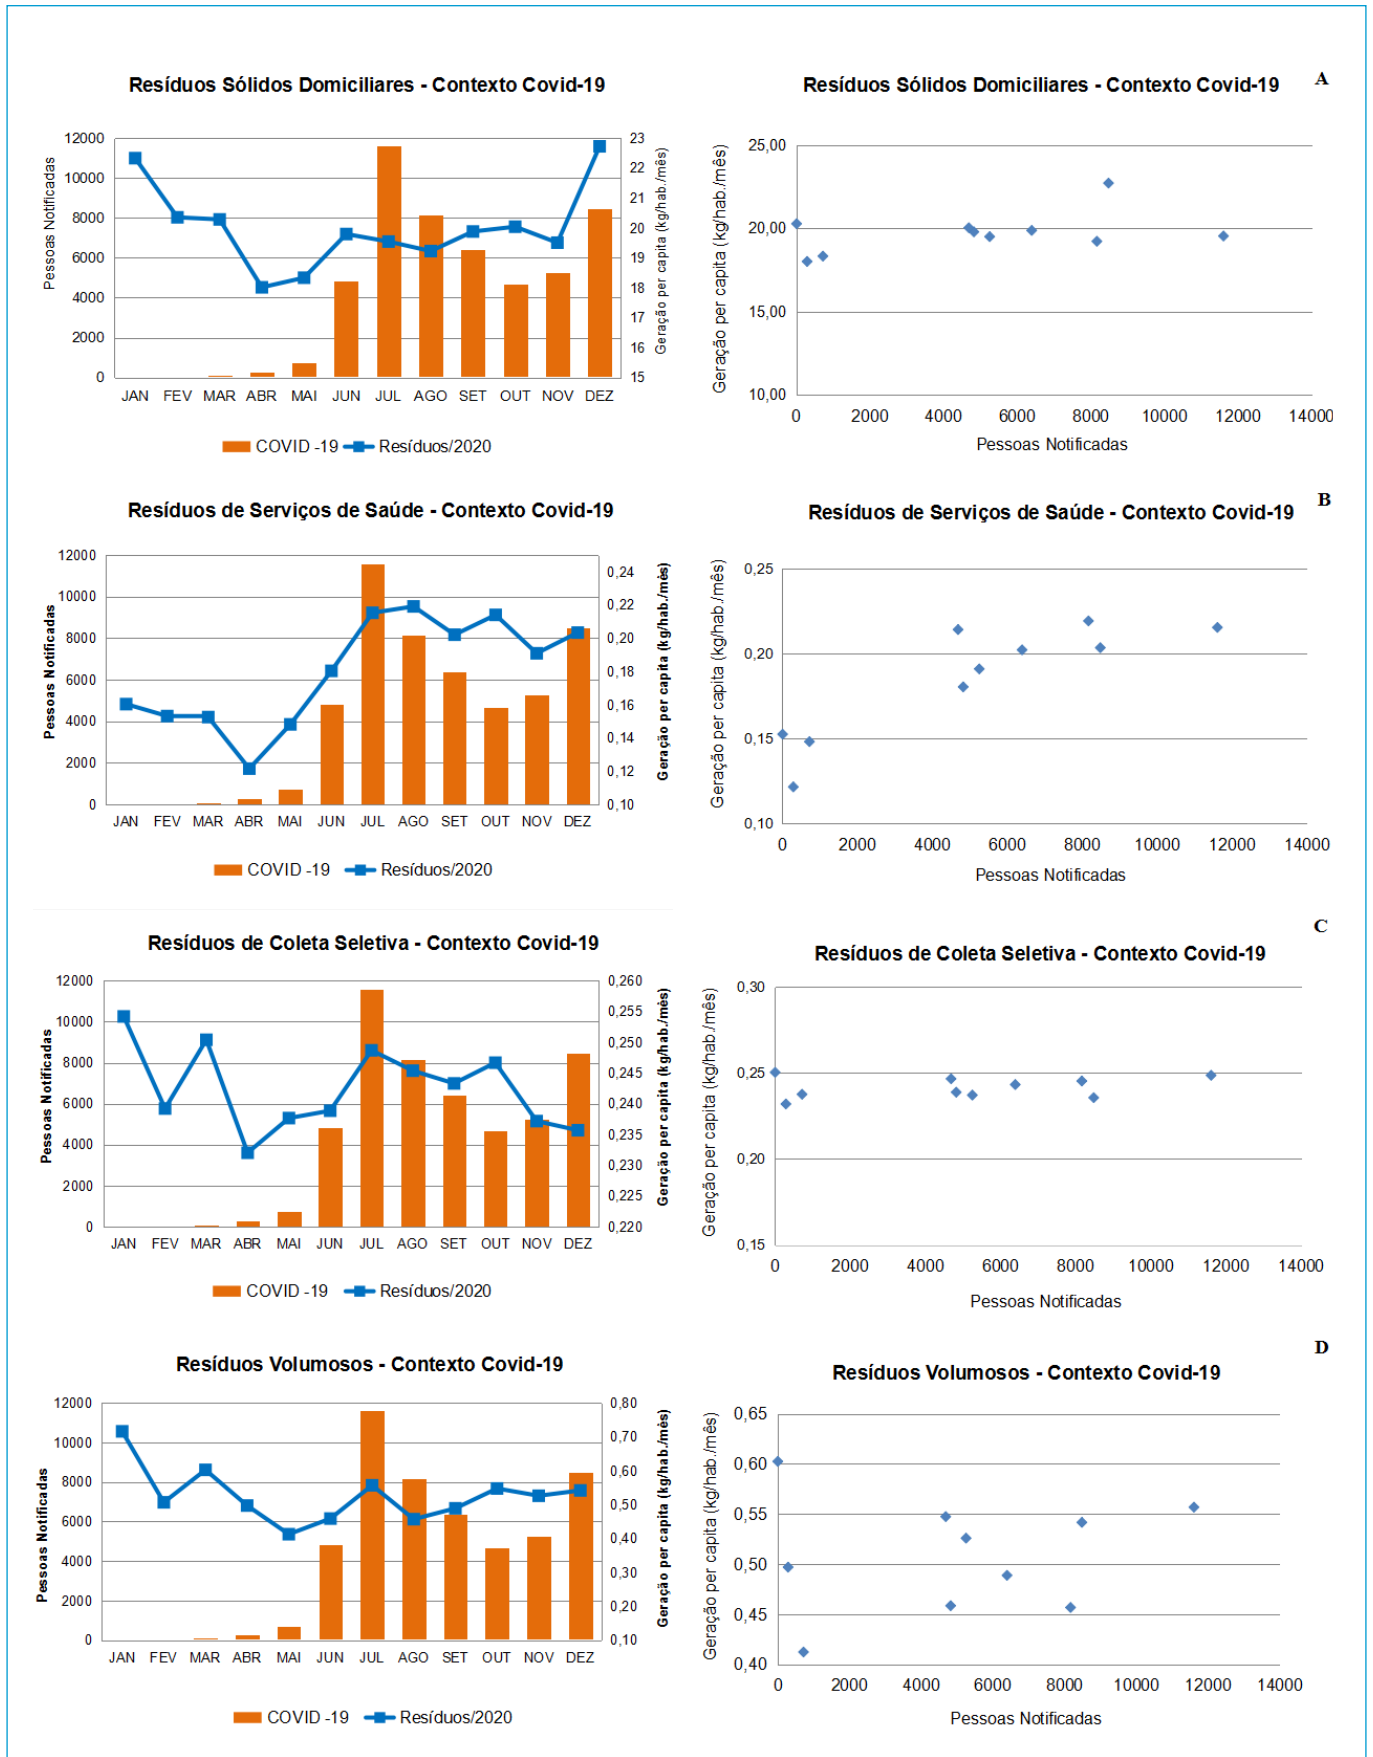 A
Resíduos Sólidos Domiciliares - Contexto Covid-19
Pessoas Notificadas
12000
10000
8000
6000
4000
2000
0
23
22
21
20
19
18
17
16
15
Geração per capita (kg/hab./mês)
JAN FEV MAR ABR MAI JUN JUL AGO SET OUT NOV DEZ
COVID -19 Resíduos/2020
Resíduos Sólidos Domiciliares - Contexto Covid-19
Geração per capita (kg/hab./mês)
25,00
20,00
15,00
10,00
0 2000 4000 6000 8000 10000 12000 14000
Pessoas Notificadas
B
Resíduos de Serviços de Saúde - Contexto Covid-19
Pessoas Notificadas
12000
10000
8000
6000
4000
2000
0
0,24
0,22
0,20
0,18
0,16
0,14
0,12
0,10
Geração per capita (kg/hab./mês)
JAN FEV MAR ABR MAI JUN JUL AGO SET OUT NOV DEZ
COVID -19 Resíduos/2020
Resíduos de Serviços de Saúde - Contexto Covid-19
Geração per capita (kg/hab./mês)
0,25
0,20
0,15
0,10
0 2000 4000 6000 8000 10000 12000 14000
Pessoas Notificadas
C
Resíduos de Coleta Seletiva - Contexto Covid-19
Pessoas Notificadas
12000
10000
8000
6000
4000
2000
0
0,260
0,255
0,250
0,245
0,240
0,235
0,230
0,225
0,220
Geração per capita (kg/hab./mês)
JAN FEV MAR ABR MAI JUN JUL AGO SET OUT NOV DEZ
COVID -19 Resíduos/2020
Resíduos de Coleta Seletiva - Contexto Covid-19
Geração per capita (kg/hab./mês)
0,30
0,25
0,20
0,15
0 2000 4000 6000 8000 10000 12000 14000
Pessoas Notificadas
D
Resíduos Volumosos - Contexto Covid-19
Pessoas Notificadas
12000
10000
8000
6000
4000
2000
0
0,80
0,70
0,60
0,50
0,40
0,30
0,20
0,10
Geração per capita (kg/hab./mês)
JAN FEV MAR ABR MAI JUN JUL AGO SET OUT NOV DEZ
COVID -19 Resíduos/2020
Resíduos Volumosos - Contexto Covid-19
Geração per capita (kg/hab./mês)
0,65
0,60
0,55
0,50
0,45
0,40
0 2000 4000 6000 8000 10000 12000 14000
Pessoas Notificadas